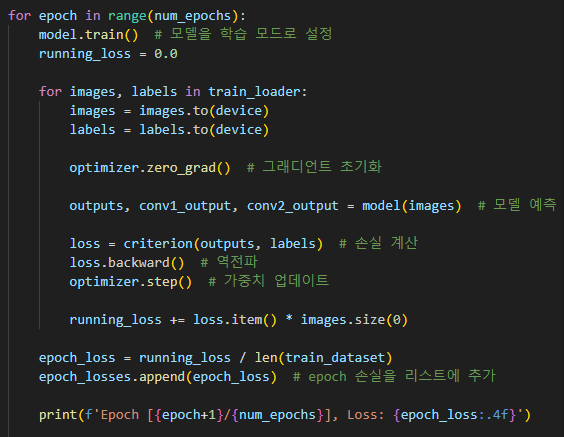 for epoch in range(num_epochs):
    model.train()  # 모델을 학습 모드로 설정
    running_loss = 0.0

    for images, labels in train_loader:
        images = images.to(device)
        labels = labels.to(device)

        optimizer.zero_grad()  # 그래디언트 초기화

        outputs, conv1_output, conv2_output = model(images)  # 모델 예측

        loss = criterion(outputs, labels)  # 손실 계산
        loss.backward()  # 역전파
        optimizer.step()  # 가중치 업데이트

        running_loss += loss.item() * images.size(0)

    epoch_loss = running_loss / len(train_dataset)
    epoch_losses.append(epoch_loss)  # epoch 손실을 리스트에 추가

    print(f'Epoch [{epoch+1}/{num_epochs}], Loss: {epoch_loss:.4f}')